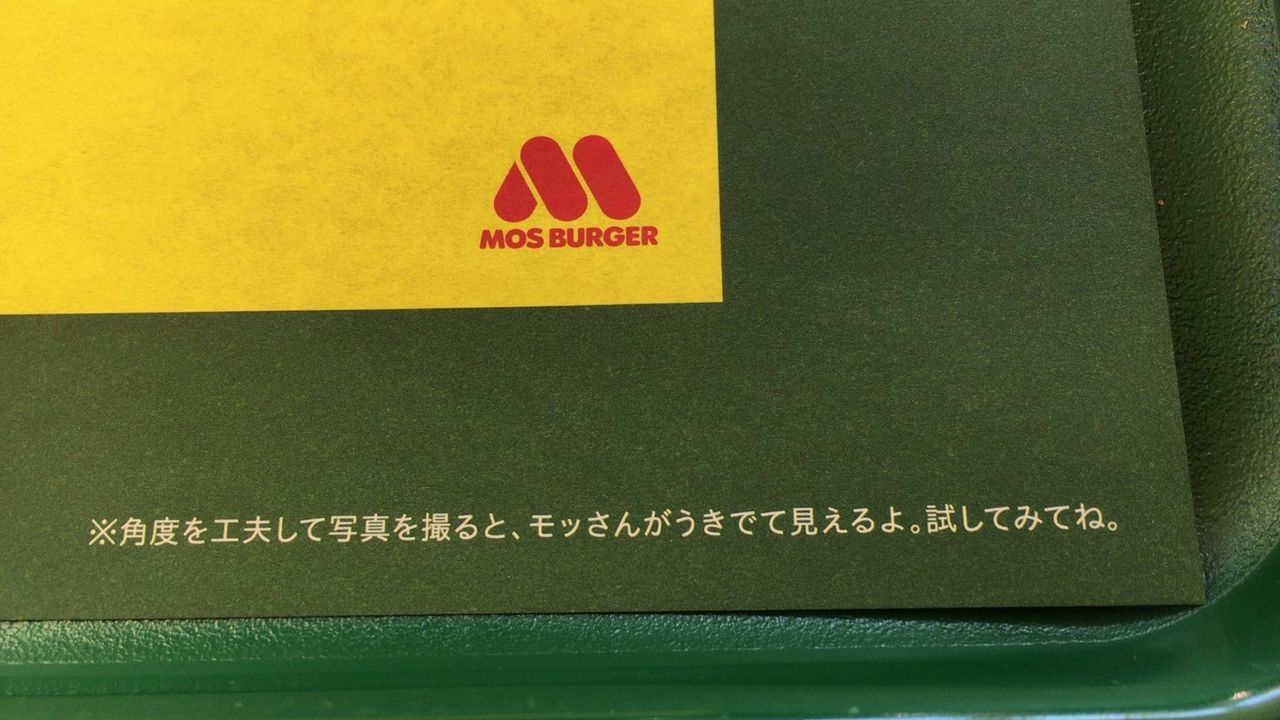 MOS BURGER
※角度を工夫して写真を撮ると、モッさんがうきでて見えるよ。試してみてね。